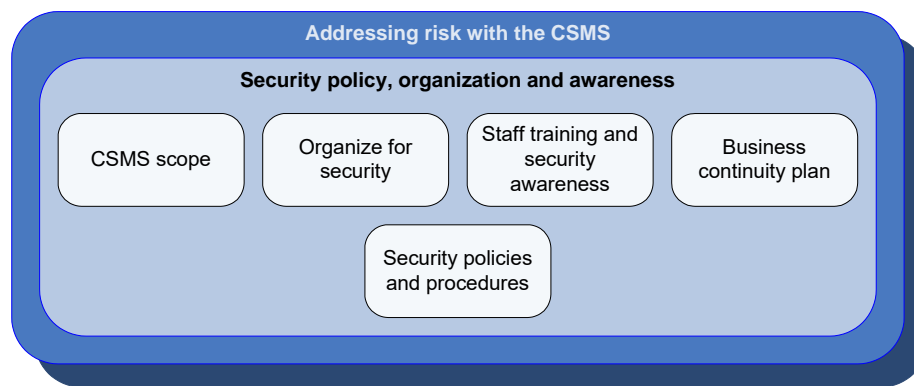 Addressing risk with the CSMS
Security policy, organization and awareness
CSMS scope
Organize for
security
Staff training and
security
awareness
Business
continuity plan
Security policies
and procedures